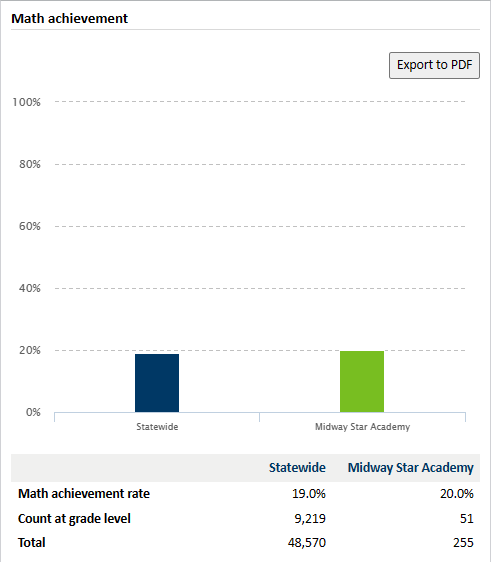 Math achievement
Export to PDF
100%
80%
60%
40%
20%
0%
Statewide Midway Star Academy
Statewide Midway Star Academy
Math achievement rate 19.0% 20.0%
Count at grade level 9,219 51
Total 48,570 255